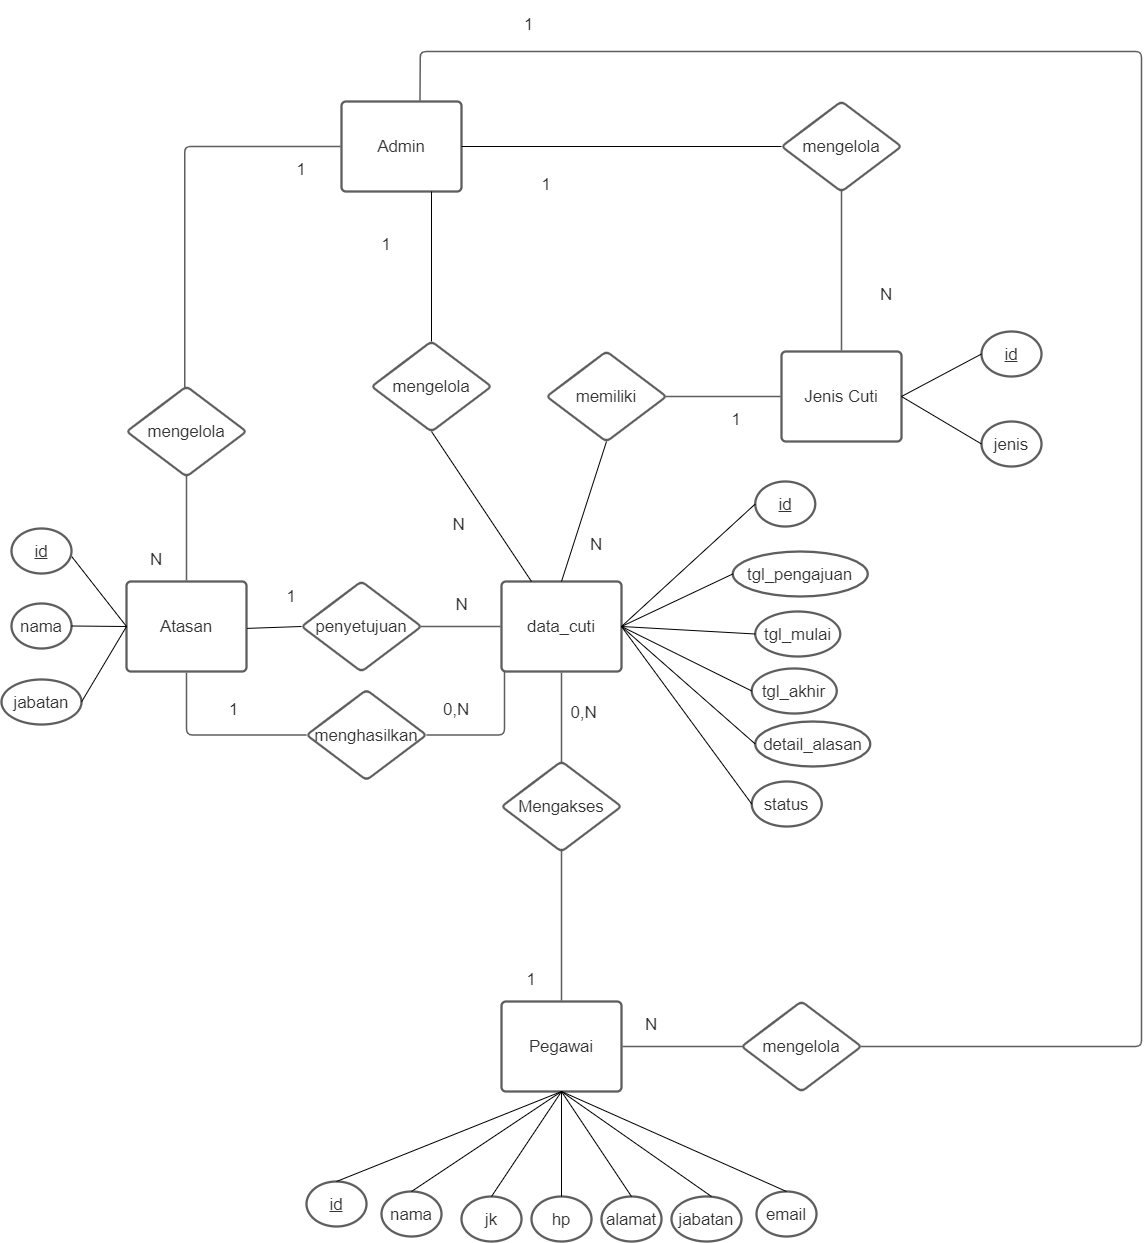 1
Admin
mengelola
1
1
1
N
id
mengelola
memiliki
Jenis Cuti
1
mengelola
jenis
id
N
N
id
N
tgl_pengajuan
1
N
nama
Atasan
penyetujuan
data_cuti
tgl_mulai
tgl_akhir
jabatan
1
0,N
0,N
menghasilkan
detail_alasan
Mengakses
status
1
N
Pegawai
mengelola
id
nama
jk
hp
alamat
jabatan
email